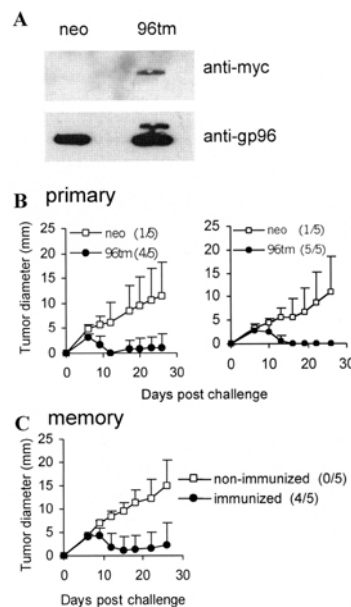 A
neo 96tm
anti-myc
anti-gp96
B primary
Tumor diameter (mm)
25
20
15
10
5
0
neo (1/5)
96tm (4/5)
0 10 20 30
25
20
15
10
5
0
neo (1/5)
96tm (5/5)
0 10 20 30
Days post challenge
C memory
Tumor diameter (mm)
25
20
15
10
5
0
non-immunized (0/5)
immunized (4/5)
0 10 20 30
Days post challenge